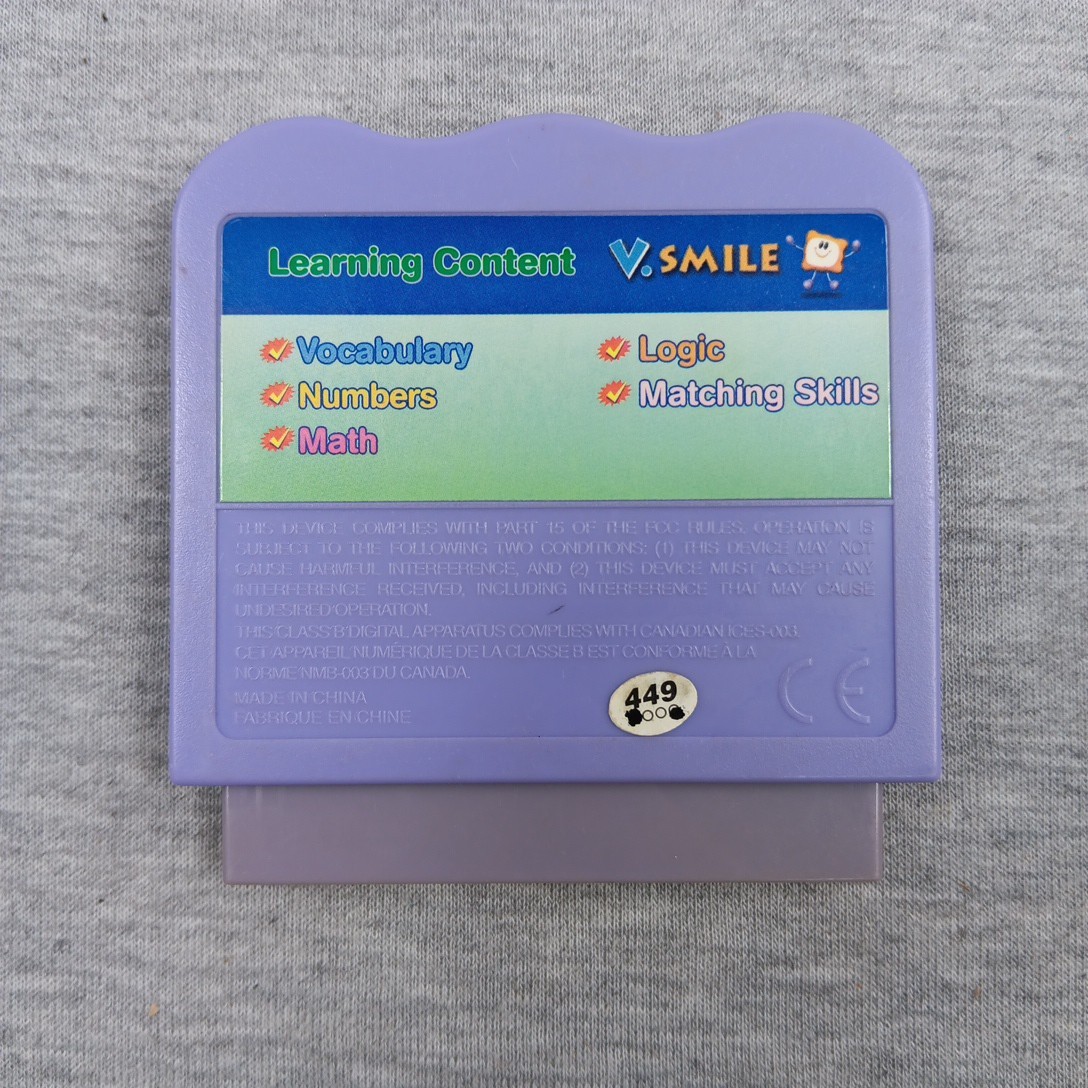 Learning Content
V.SMILE
Vocabulary
Numbers
Math
Logic
Matching Skills
THIS DEVICE COMPLIES WITH PART 15 OF THE FCC RULES. OPERATION IS
SUBJECT TO THE FOLLOWING TWO CONDITIONS: (1) THIS DEVICE MAY NOT
CAUSE HARMFUL INTERFERENCE, AND (2) THIS DEVICE MUST ACCEPT ANY
INTERFERENCE RECEIVED, INCLUDING INTERFERENCE THAT MAY CAUSE
UNDESIRED OPERATION.
THIS CLASS B DIGITAL APPARATUS COMPLIES WITH CANADIAN ICES-003
CET APPAREIL NUMÉRIQUE DE LA CLASSE B EST CONFORME À LA
NORME NMB-003 DU CANADA.
MADE IN CHINA
FABRIQUE EN CHINE
449
CE